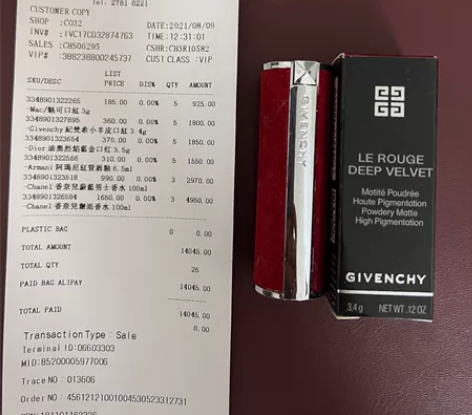 Tel: 2781 0221
CUSTOMER COPY
SHOP :C032 DATE:2021/08/09
INV# :IVC17C032874763 TIME:12:31:01
SALES :CHS06295 CSHR:CH3R10582
VIP# :388238800245737 CUST CLASS :VIP
LIST
SKU/DESC PRICE DIS% QTY AMOUNT
3348901322265 185.00 0.00% 5 925.00
-Mac/魅可口紅 3g
3348901327895 360.00 0.00% 5 1800.00
-Givenchy 紀梵希小羊皮口紅3 4g
3348901323654 370.00 0.00% 5 1850.00
-Dior 迪奧烈焰藍金口紅 3.5g
3348901322566 310.00 0.00% 5 1550.00
-Armani 阿瑪尼紅管唇釉 6.5ml
3348901323518 990.00 0.00% 3 2970.00
-Chanel 香奈兒蔚藍男士香水 100ml
3348901326584 1650.00 0.00% 3 4950.00
-Chanel 香奈兒邂逅香水 100ml
PLASTIC BAG 0 0.00
TOTAL AMOUNT 14045.00
TOTAL QTY 26
PAID BAG ALIPAY 14045.00
TOTAL PAID 14045.00
0.00
Transaction Type : Sale
Terminal ID:06603303
MID:85200005977006
Trace NO : 013606
Order NO : 45612121001004530523312731
GIVENCHY
LE ROUGE
DEEP VELVET
Matité Poudrée
Haute Pigmentation
Powdery Matte
High Pigmentation
GIVENCHY
3,4 g NET WT .12 OZ